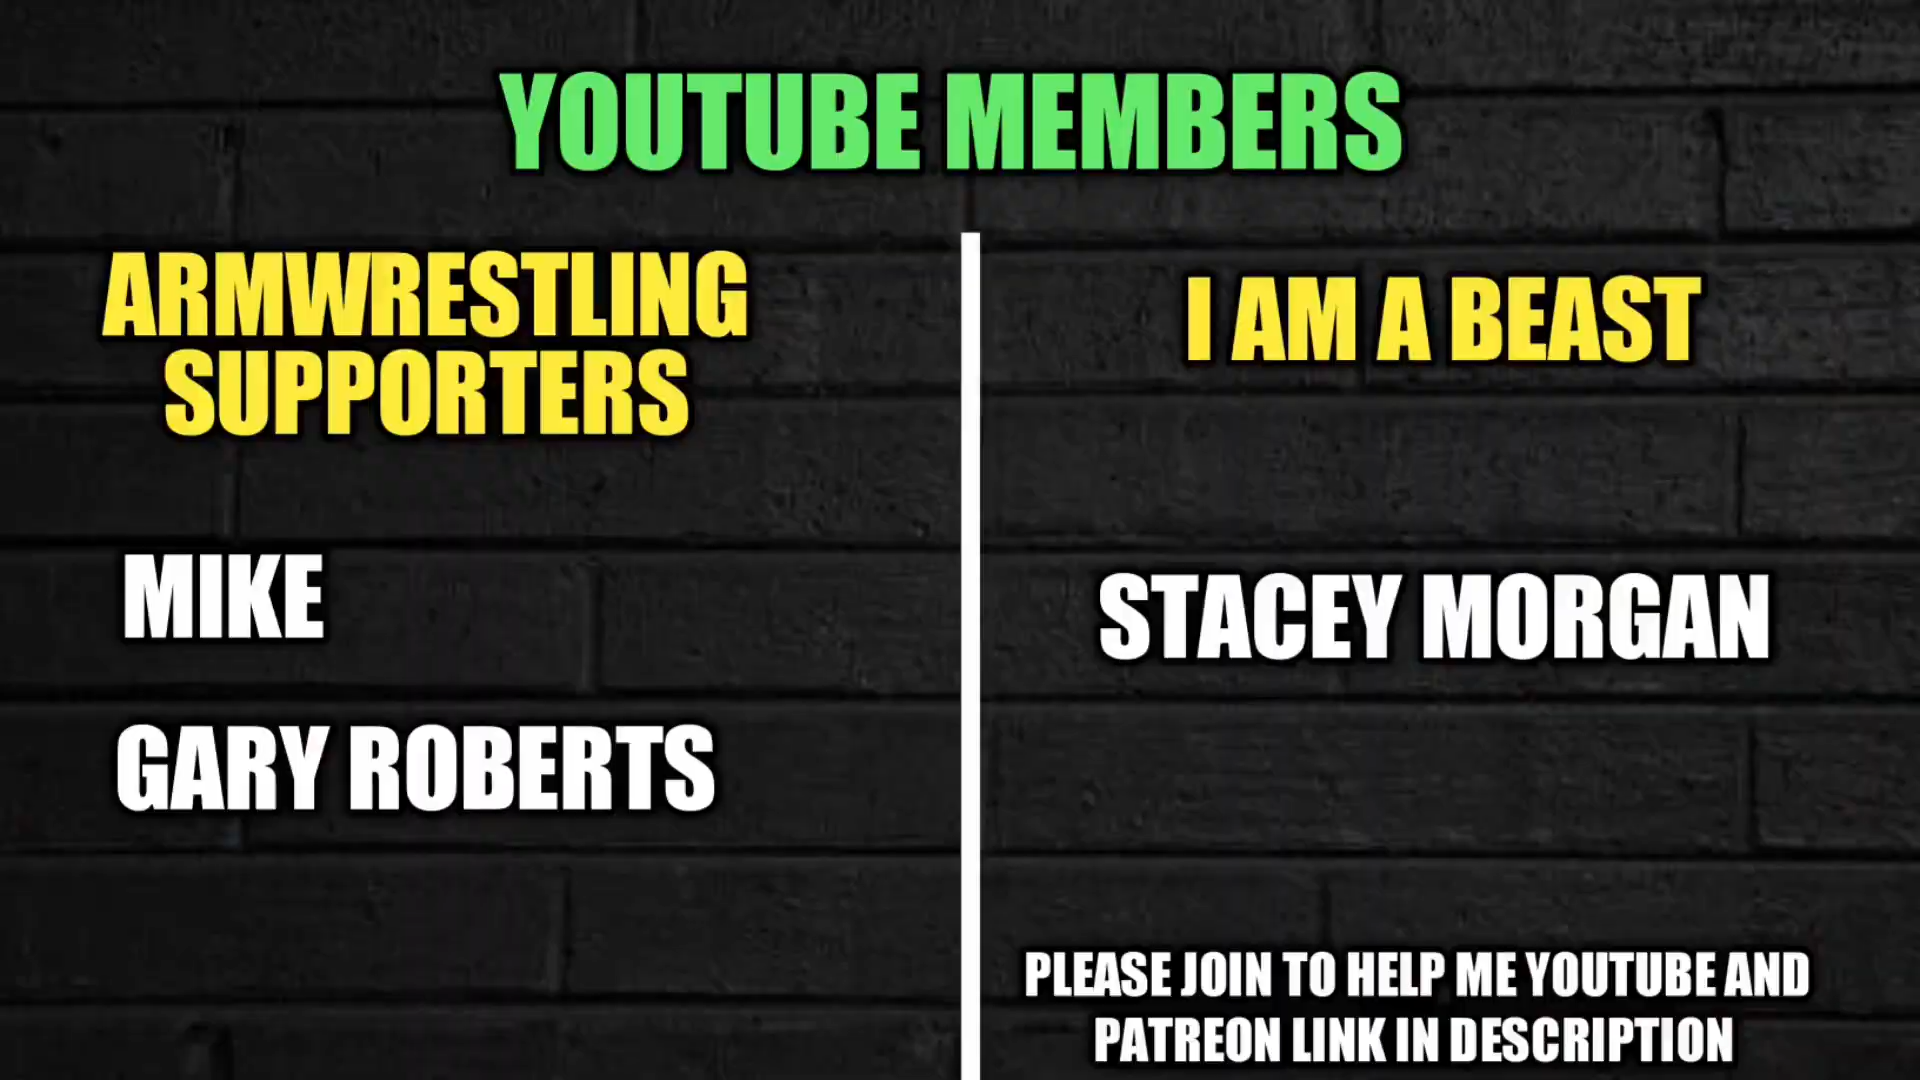 YOUTUBE MEMBERS
ARMWRESTLING
SUPPORTERS
MIKE
GARY ROBERTS
I AM A BEAST
STACEY MORGAN
PLEASE JOIN TO HELP ME YOUTUBE AND
PATREON LINK IN DESCRIPTION